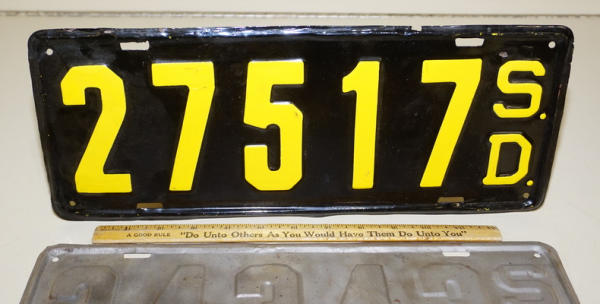 27517 S.D.
A GOOD RULE "Do Unto Others As You Would Have Them Do Unto You"